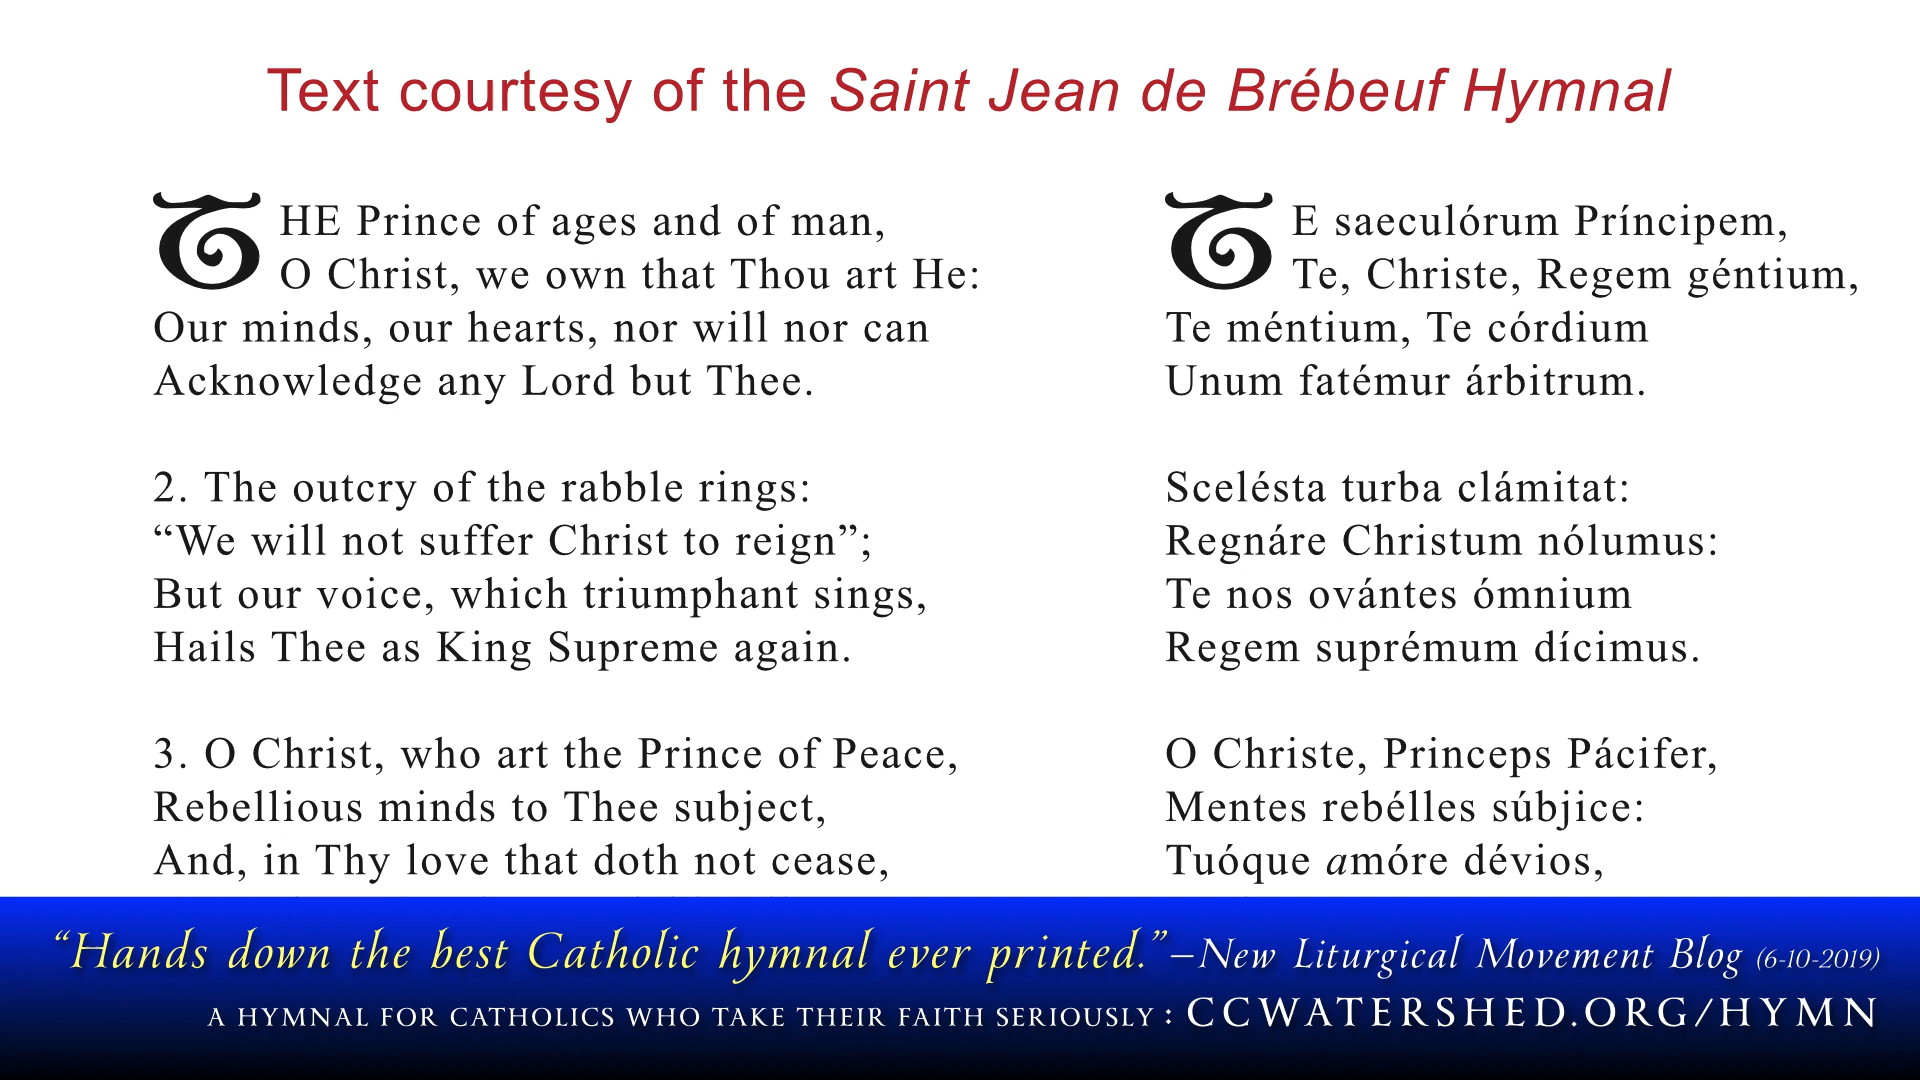 Text courtesy of the Saint Jean de Brébeuf Hymnal
THE Prince of ages and of man,
O Christ, we own that Thou art He:
Our minds, our hearts, nor will nor can
Acknowledge any Lord but Thee.
2. The outcry of the rabble rings:
“We will not suffer Christ to reign”;
But our voice, which triumphant sings,
Hails Thee as King Supreme again.
3. O Christ, who art the Prince of Peace,
Rebellious minds to Thee subject,
And, in Thy love that doth not cease,
TE saeculórum Príncipem,
Te, Christe, Regem géntium,
Te méntium, Te córdium
Unum fatémur árbitrum.
Scelésta turba clámitat:
Regnáre Christum nólumus:
Te nos ovántes ómnium
Regem suprémum dícimus.
O Christe, Princeps Pácifer,
Mentes rebélles súbjice:
Tuóque amóre dévios,
“Hands down the best Catholic hymnal ever printed.” –New Liturgical Movement Blog (6-10-2019)
A HYMNAL FOR CATHOLICS WHO TAKE THEIR FAITH SERIOUSLY : CCWATERSHED.ORG/HYMN